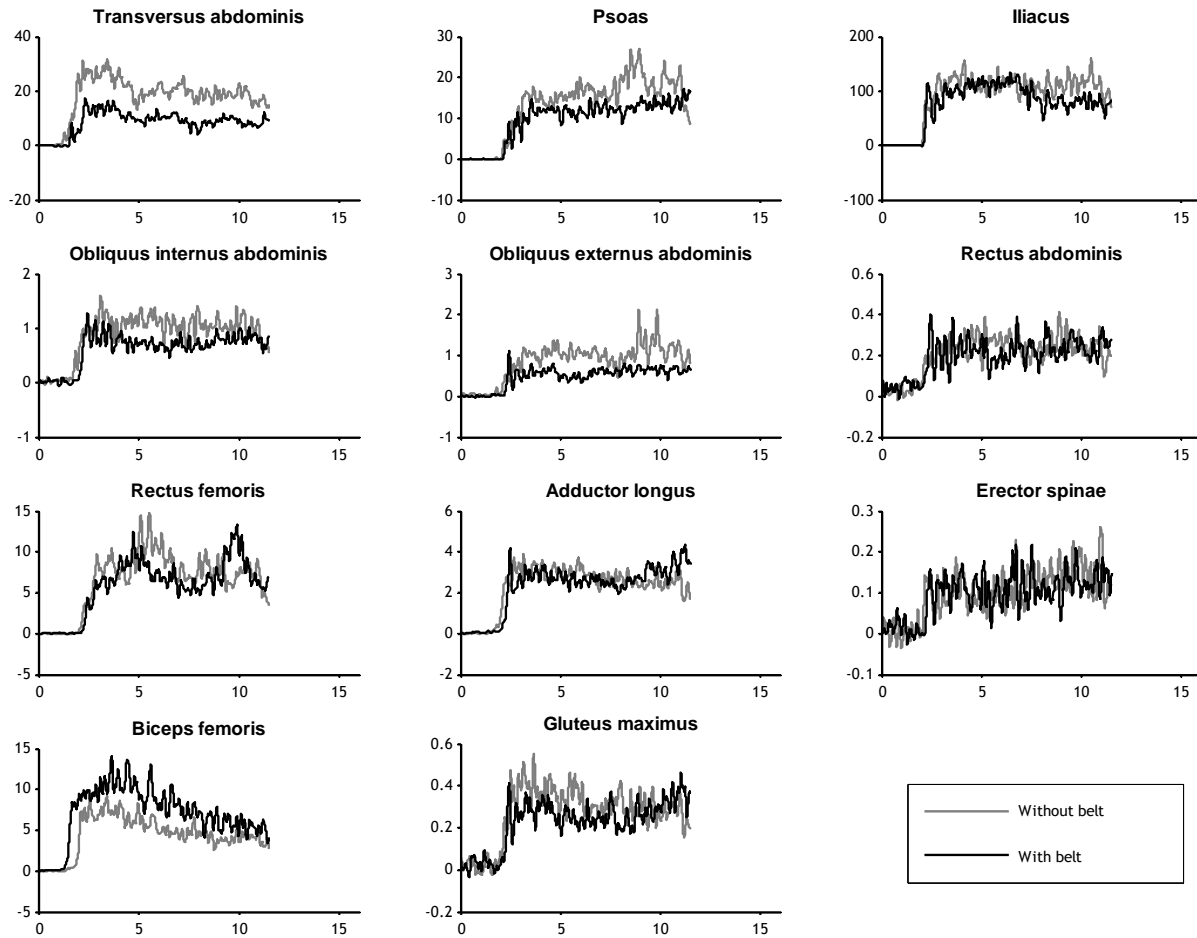 Transversus abdominis
Psoas
Iliacus
40
20
0
-20
0 5 10 15
30
20
10
0
-10
0 5 10 15
200
100
0
-100
0 5 10 15
Obliquus internus abdominis
Obliquus externus abdominis
Rectus abdominis
2
1
0
-1
0 5 10 15
3
2
1
0
-1
0 5 10 15
0.6
0.4
0.2
0
-0.2
0 5 10 15
Rectus femoris
Adductor longus
Erector spinae
15
10
5
0
-5
0 5 10 15
6
4
2
0
-2
0 5 10 15
0.3
0.2
0.1
0
-0.1
0 5 10 15
Biceps femoris
Gluteus maximus
15
10
5
0
-5
0 5 10 15
0.6
0.4
0.2
0
-0.2
0 5 10 15
Without belt
With belt